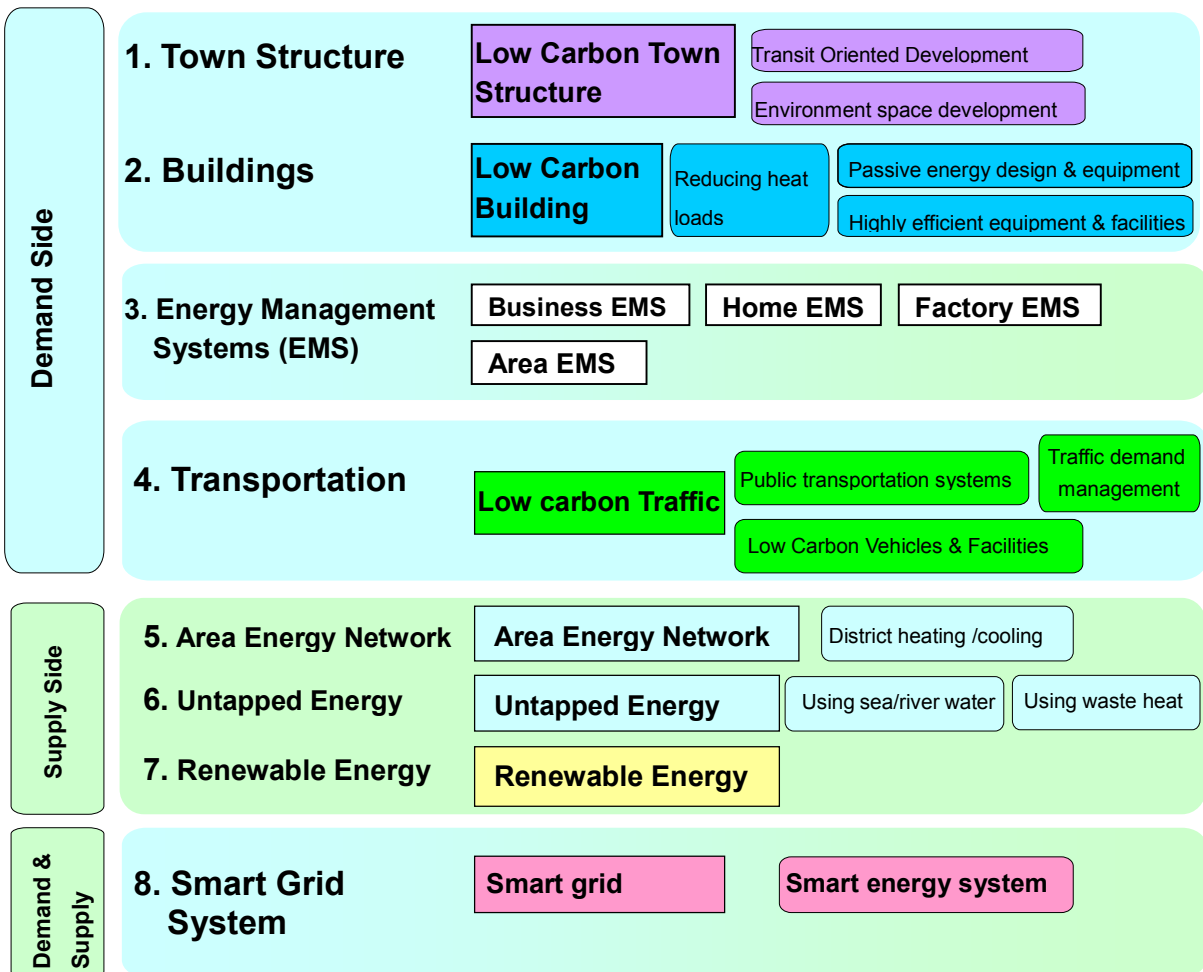 Demand Side
1. Town Structure
Low Carbon Town
Structure
Transit Oriented Development
Environment space development
2. Buildings
Low Carbon
Building
Reducing heat
loads
Passive energy design & equipment
Highly efficient equipment & facilities
3. Energy Management
Systems (EMS)
Business EMS
Home EMS
Factory EMS
Area EMS
4. Transportation
Low carbon Traffic
Public transportation systems
Traffic demand
management
Low Carbon Vehicles & Facilities
Supply Side
5. Area Energy Network
Area Energy Network
District heating /cooling
6. Untapped Energy
Untapped Energy
Using sea/river water
Using waste heat
7. Renewable Energy
Renewable Energy
Demand &
Supply
8. Smart Grid
System
Smart grid
Smart energy system